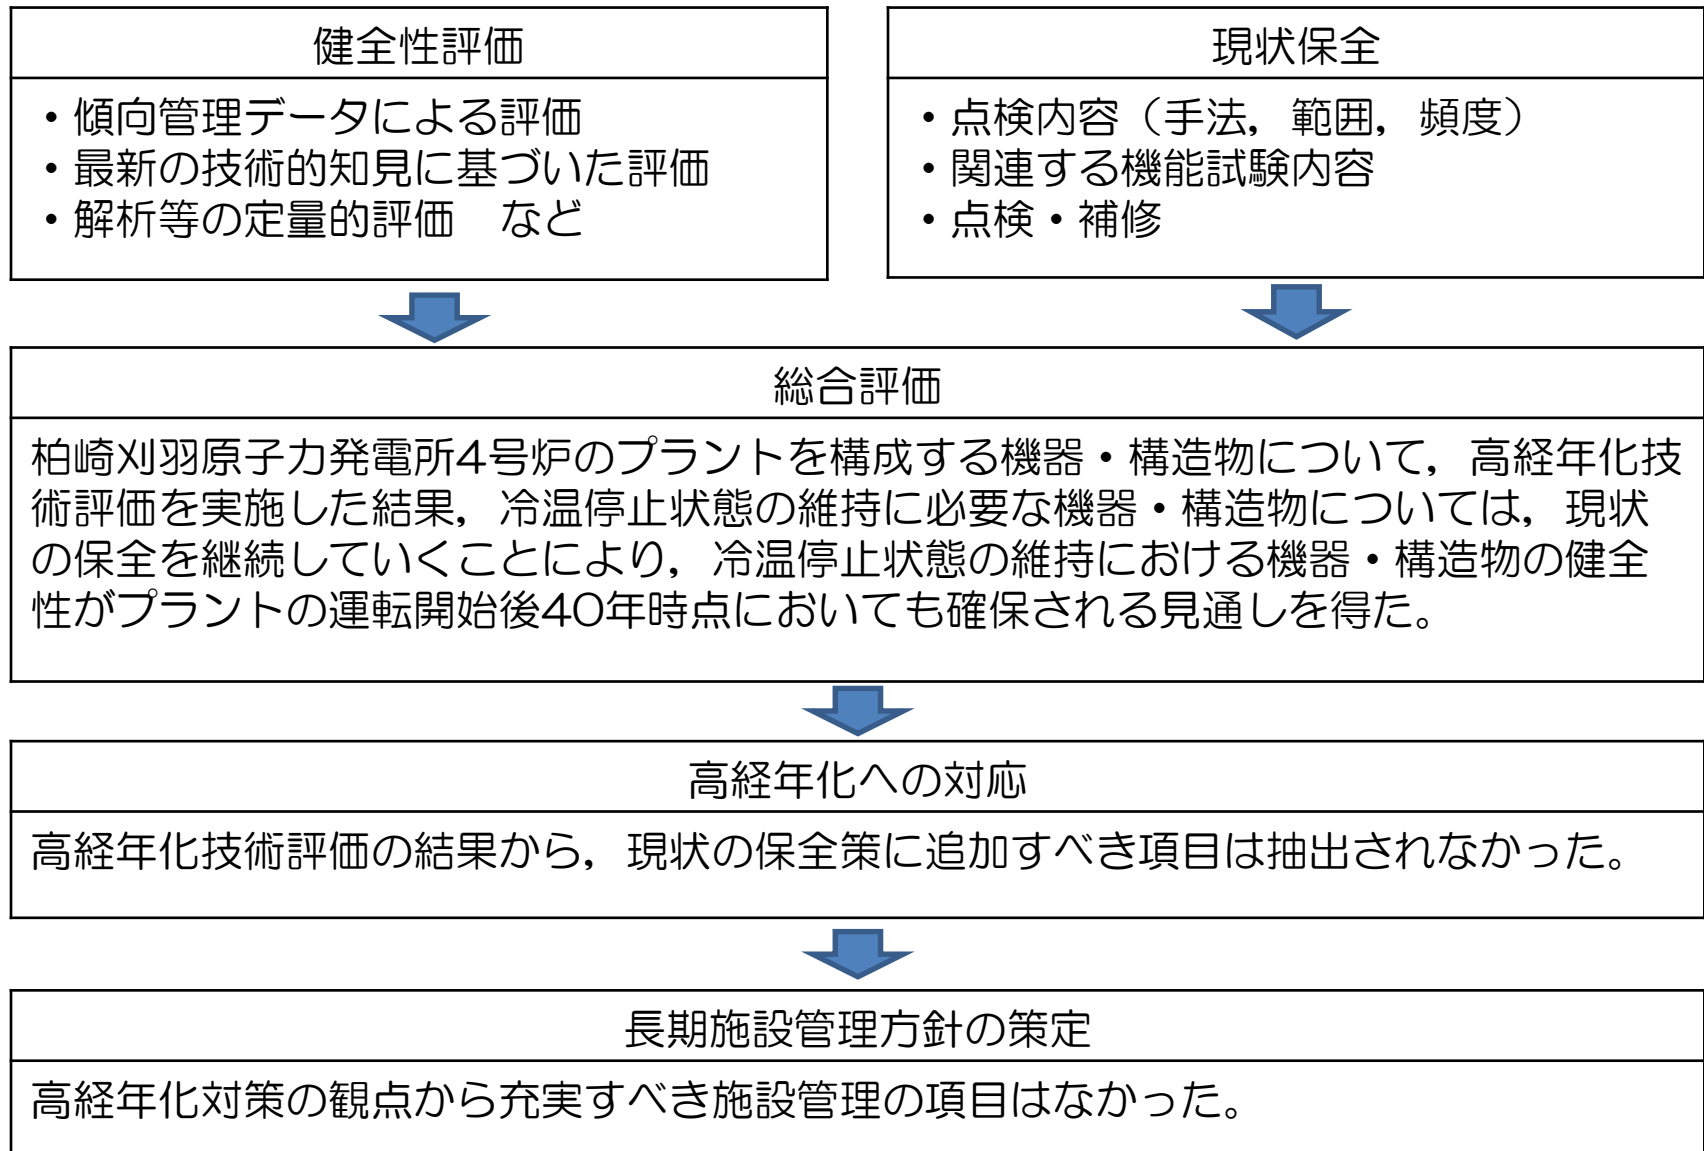 健全性評価
・傾向管理データによる評価
・最新の技術的知見に基づいた評価
・解析等の定量的評価　など
現状保全
・点検内容（手法，範囲，頻度）
・関連する機能試験内容
・点検・補修
総合評価
柏崎刈羽原子力発電所4号炉のプラントを構成する機器・構造物について，高経年化技
術評価を実施した結果，冷温停止状態の維持に必要な機器・構造物については，現状
の保全を継続していくことにより，冷温停止状態の維持における機器・構造物の健全
性がプラントの運転開始後40年時点においても確保される見通しを得た。
高経年化への対応
高経年化技術評価の結果から，現状の保全策に追加すべき項目は抽出されなかった。
長期施設管理方針の策定
高経年化対策の観点から充実すべき施設管理の項目はなかった。